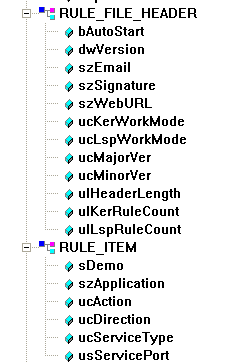 RULE_FILE_HEADER
bAutoStart
dwVersion
szEmail
szSignature
szWebURL
ucKerWorkMode
ucLspWorkMode
ucMajorVer
ucMinorVer
ulHeaderLength
ulKerRuleCount
ulLspRuleCount
RULE_ITEM
sDemo
szApplication
ucAction
ucDirection
ucServiceType
usServicePort